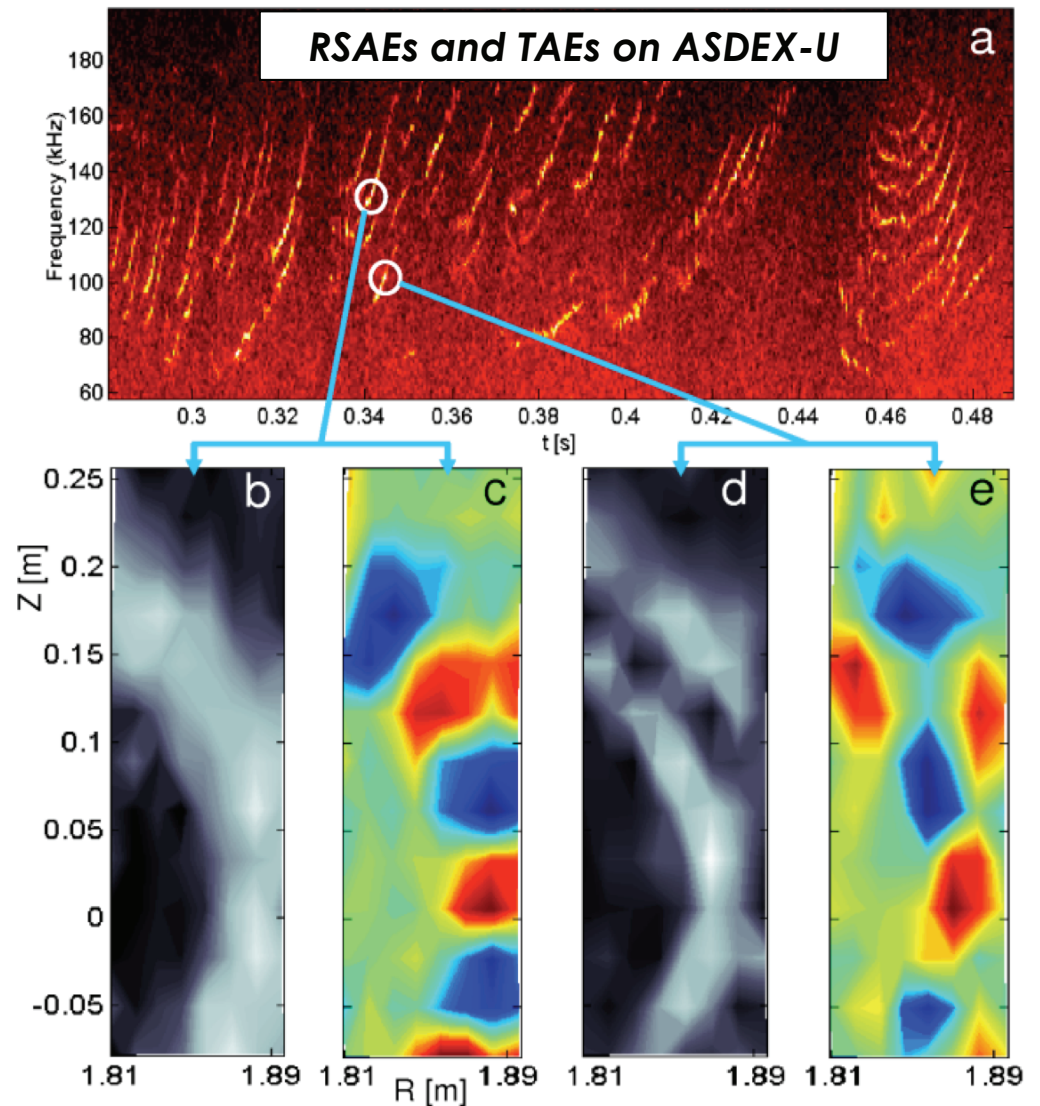 RSAEs and TAEs on ASDEX-U
a
Frequency (kHz)
180
160
140
120
100
80
60
0.3 0.32 0.34 0.36 0.38 0.4 0.42 0.44 0.46 0.48
t [s]
b c d e
Z [m]
0.25
0.2
0.15
0.1
0.05
0
-0.05
1.81 1.89 1.81 1.89 1.81 1.89 1.81 1.89
R [m]